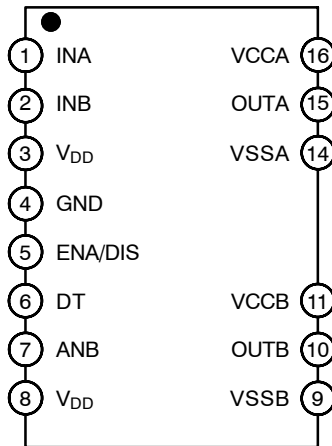 1 INA VCCA 16
2 INB OUTA 15
3 VDD VSSA 14
4 GND
5 ENA/DIS
6 DT VCCB 11
7 ANB OUTB 10
8 VDD VSSB 9